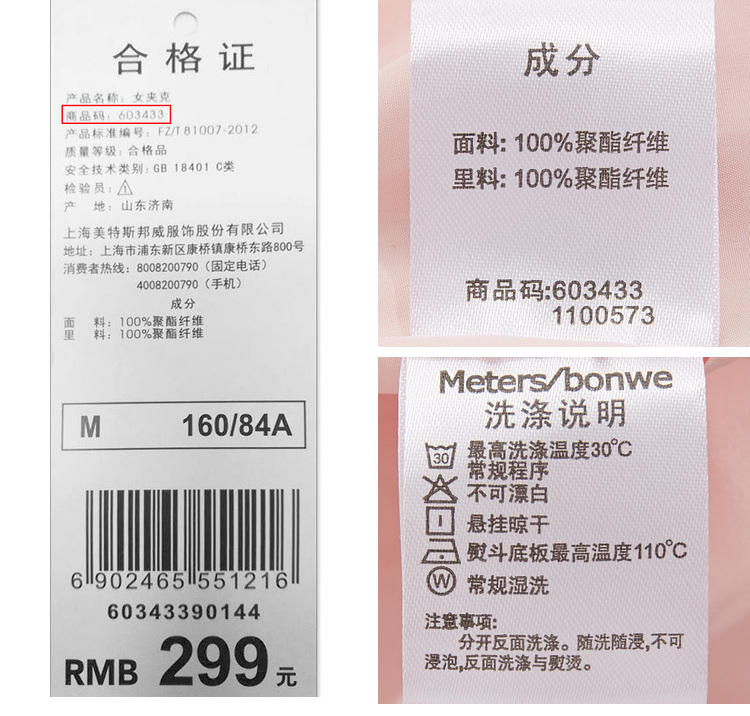 合格证
产品名称：女夹克
商品码：603433
产品标准编号：FZ/T 81007-2012
质量等级：合格品
安全技术类别：GB 18401 C类
检验员：
产 地：山东济南
上海美特斯邦威服饰股份有限公司
地址：上海市浦东新区康桥镇康桥东路800号
消费者热线：8008200790（固定电话）
4008200790（手机）
成分
面 料：100%聚酯纤维
里 料：100%聚酯纤维
M 160/84A
6 902465 551216
60343390144
RMB 299元
成分
面料：100%聚酯纤维
里料：100%聚酯纤维
商品码:603433
1100573
Meters/bonwe
洗涤说明
30 最高洗涤温度30℃
常规程序
不可漂白
悬挂晾干
熨斗底板最高温度110℃
W 常规湿洗
注意事项:
分开反面洗涤。随洗随浸,不可
浸泡,反面洗涤与熨烫。